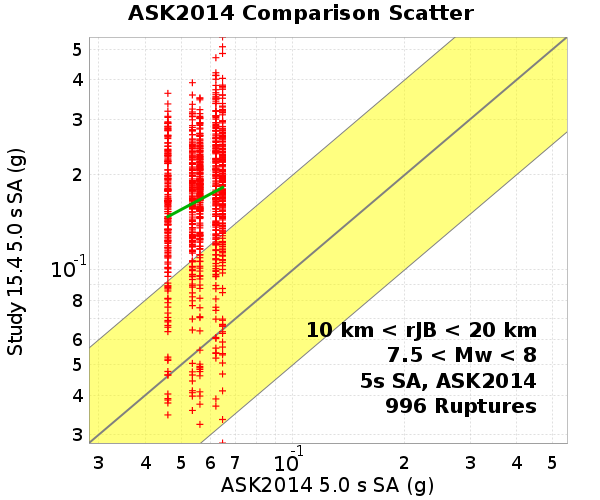 ASK2014 Comparison Scatter
Study 15.4 5.0 s SA (g)
5
4
3
2
10-1
8
6
5
4
3
10 km < rJB < 20 km
7.5 < Mw < 8
5s SA, ASK2014
996 Ruptures
3 4 5 6 7 10-1 2 3 4 5
ASK2014 5.0 s SA (g)